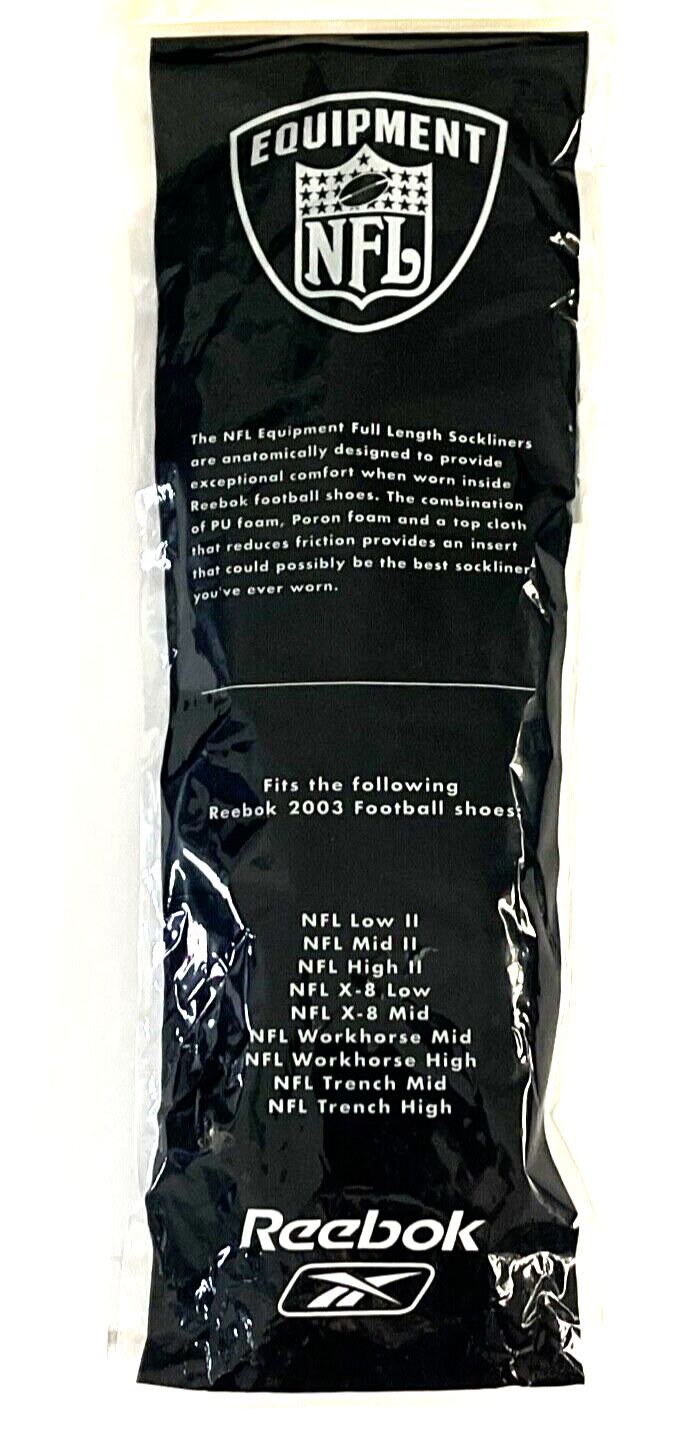 EQUIPMENT
NFL
The NFL Equipment Full Length Sockliners
are anatomically designed to provide
exceptional comfort when worn inside
Reebok football shoes. The combination
of PU foam, Poron foam and a top cloth
that reduces friction provides an insert
that could possibly be the best sockliner
you've ever worn.
Fits the following
Reebok 2003 Football shoes:
NFL Low II
NFL Mid II
NFL High II
NFL X-8 Low
NFL X-8 Mid
NFL Workhorse Mid
NFL Workhorse High
NFL Trench Mid
NFL Trench High
Reebok